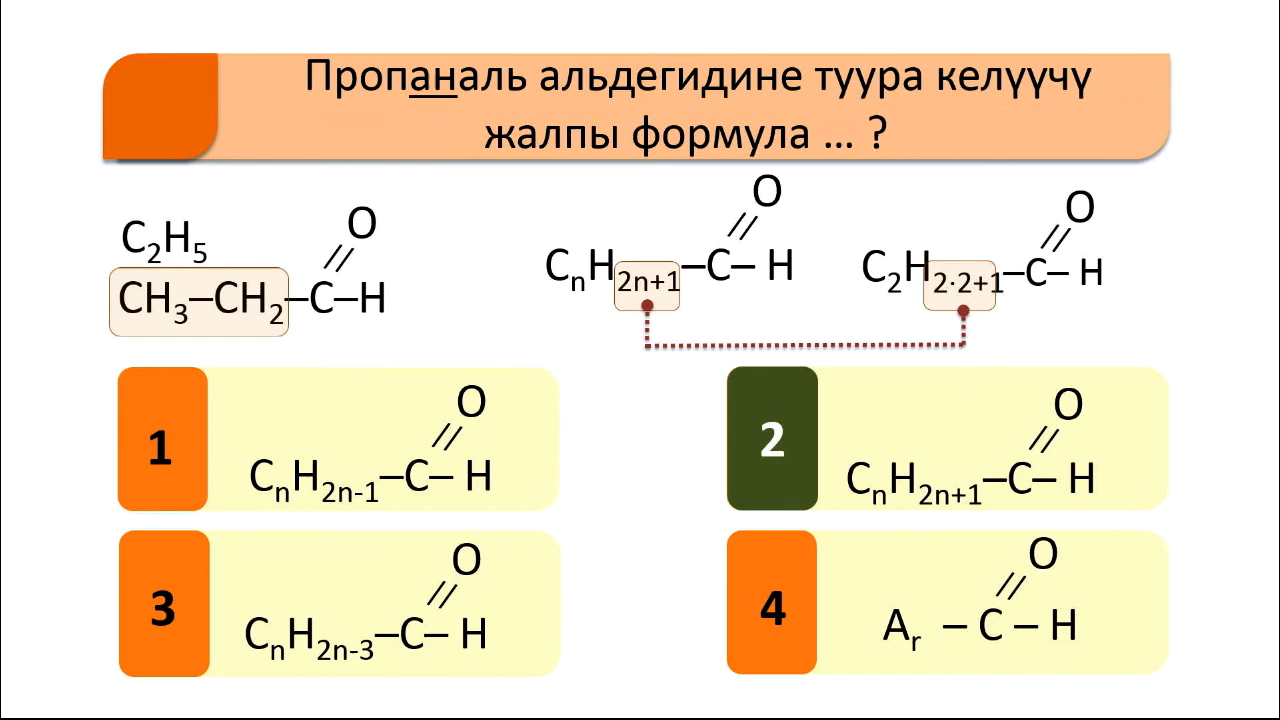 Пропаналь альдегидине туура келүүчү
жалпы формула ... ?
O
//
C₂H₅
CH₃–CH₂–C–H
O
//
CₙH₂ₙ₊₁–C– H
O
//
C₂H₂·₂₊₁–C– H
1
O
//
CₙH₂ₙ₋₁–C– H
2
O
//
CₙH₂ₙ₊₁–C– H
3
O
//
CₙH₂ₙ₋₃–C– H
4
O
//
Aᵣ – C – H